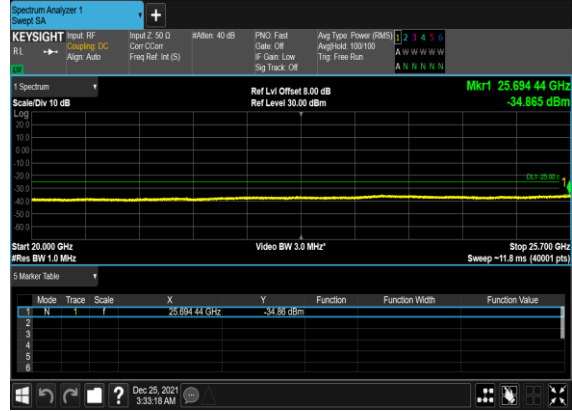 Spectrum Analyzer 1
Swept SA
+
KEYSIGHT Input: RF Input Z: 50 Ω #Atten: 40 dB PNO: Fast Avg Type: Power (RMS) 1 2 3 4 5 6
RL Coupling: DC Corr CCorr Gate: Off Avg|Hold: 100/100 A W W W W W
Align: Auto Freq Ref: Int (S) IF Gain: Low Trig: Free Run
Sig Track: Off A N N N N N
1 Spectrum
Ref Lvl Offset 8.00 dB Mkr1 25.694 44 GHz
Scale/Div 10 dB Ref Level 30.00 dBm -34.865 dBm
Log
20.0
10.0
0.00
-10.0
-20.0
DL1 -25.00
1
-30.0
-40.0
-50.0
-60.0
Start 20.000 GHz Video BW 3.0 MHz* Stop 25.700 GHz
#Res BW 1.0 MHz Sweep ~11.8 ms (40001 pts)
5 Marker Table
Mode Trace Scale X Y Function Function Width Function Value
1 N 1 f 25.694 44 GHz -34.86 dBm
2
3
4
5
6
? Dec 25, 2021
3:33:18 AM